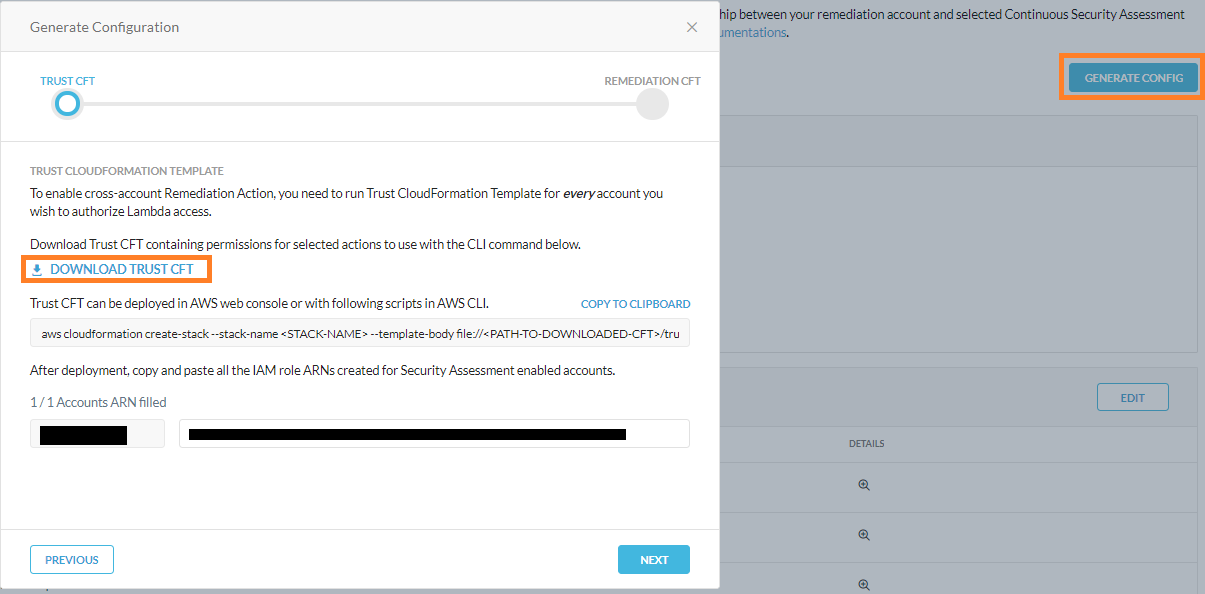 Generate Configuration
hip between your remediation account and selected Continuous Security Assessment
umentations.
GENERATE CONFIG
TRUST CFT
REMEDIATION CFT
TRUST CLOUDFORMATION TEMPLATE
To enable cross-account Remediation Action, you need to run Trust CloudFormation Template for every account you
wish to authorize Lambda access.
Download Trust CFT containing permissions for selected actions to use with the CLI command below.
DOWNLOAD TRUST CFT
Trust CFT can be deployed in AWS web console or with following scripts in AWS CLI.
COPY TO CLIPBOARD
aws cloudformation create-stack --stack-name <STACK-NAME> --template-body file://<PATH-TO-DOWNLOADED-CFT>/tru
After deployment, copy and paste all the IAM role ARNs created for Security Assessment enabled accounts.
1 / 1 Accounts ARN filled
EDIT
DETAILS
PREVIOUS
NEXT